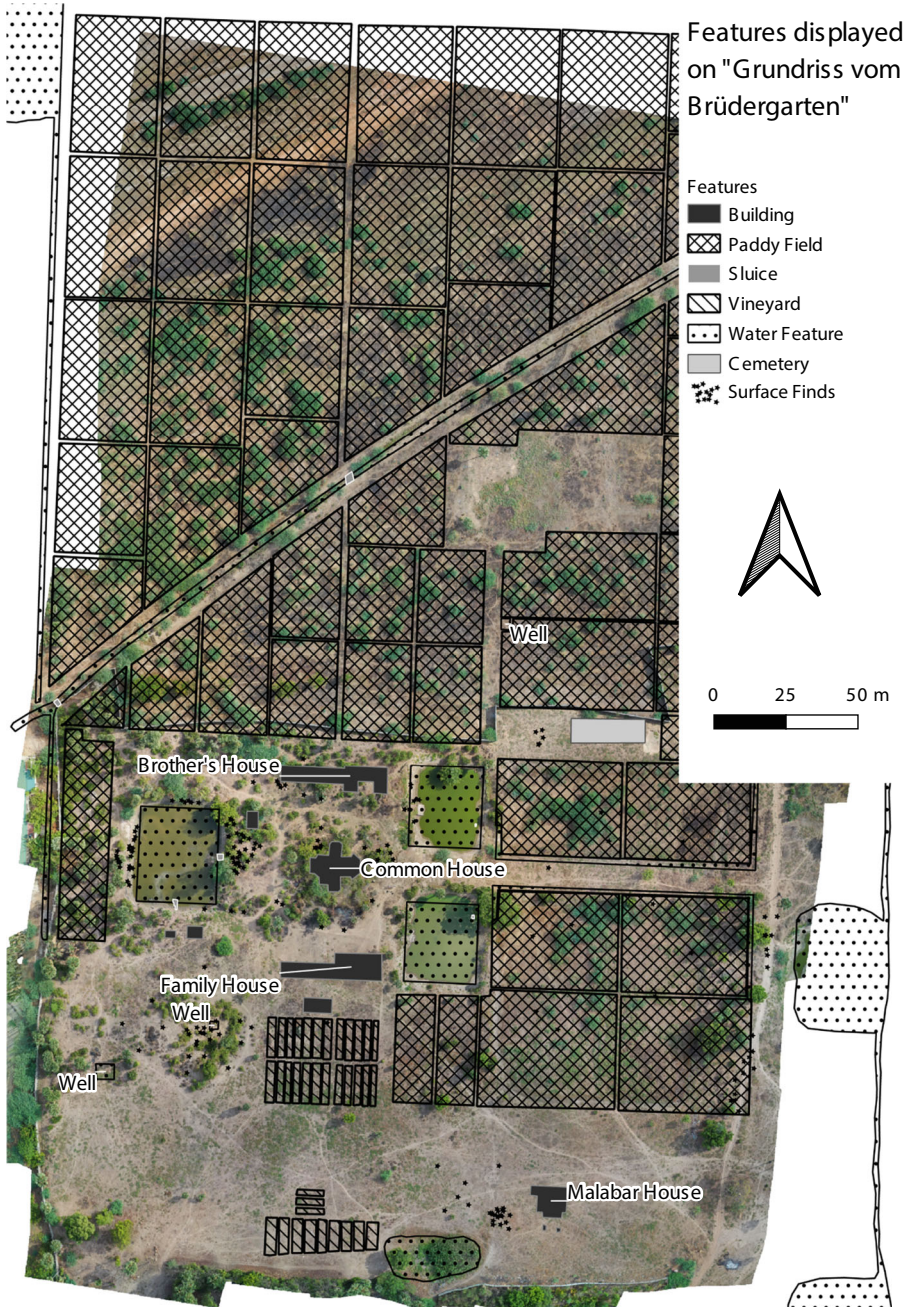 Features displayed
on "Grundriss vom
Brüdergarten"
Features
Building
Paddy Field
Sluice
Vineyard
Water Feature
Cemetery
Surface Finds
0 25 50 m
Well
Brother's House
Common House
Family House
Well
Well
Malabar House